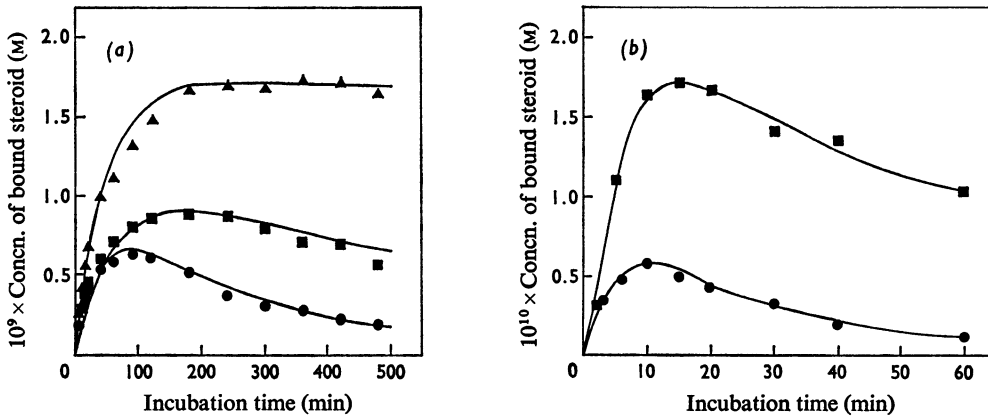 (a)
10⁹ × Concn. of bound steroid (M)
2.0
1.5
1.0
0.5
0 100 200 300 400 500
Incubation time (min)
(b)
10¹⁰ × Concn. of bound steroid (M)
2.0
1.5
1.0
0.5
0 10 20 30 40 50 60
Incubation time (min)